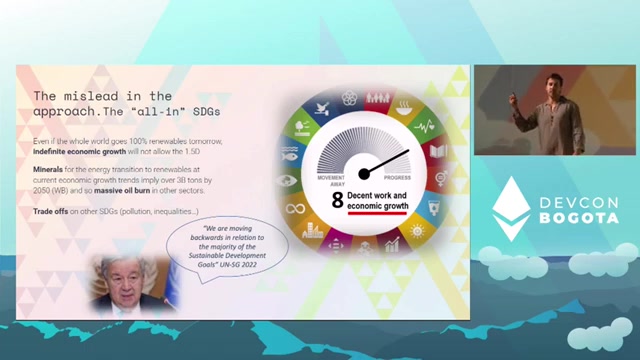 The mislead in the
approach.The “all-in” SDGs
Even if the whole world goes 100% renewables tomorrow,
indefinite economic growth will not allow the 1.5D
Minerals for the energy transition to renewables at
current economic growth trends imply over 3B tons by
2050 (WB) and so massive oil burn in other sectors.
Trade offs on other SDGs (pollution, inequalities...)
“We are moving
backwards in relation to
the majority of the
Sustainable Development
Goals” UN-SG 2022
MOVEMENT
AWAY
PROGRESS
8 Decent work and
economic growth
DEVCON
BOGOTA